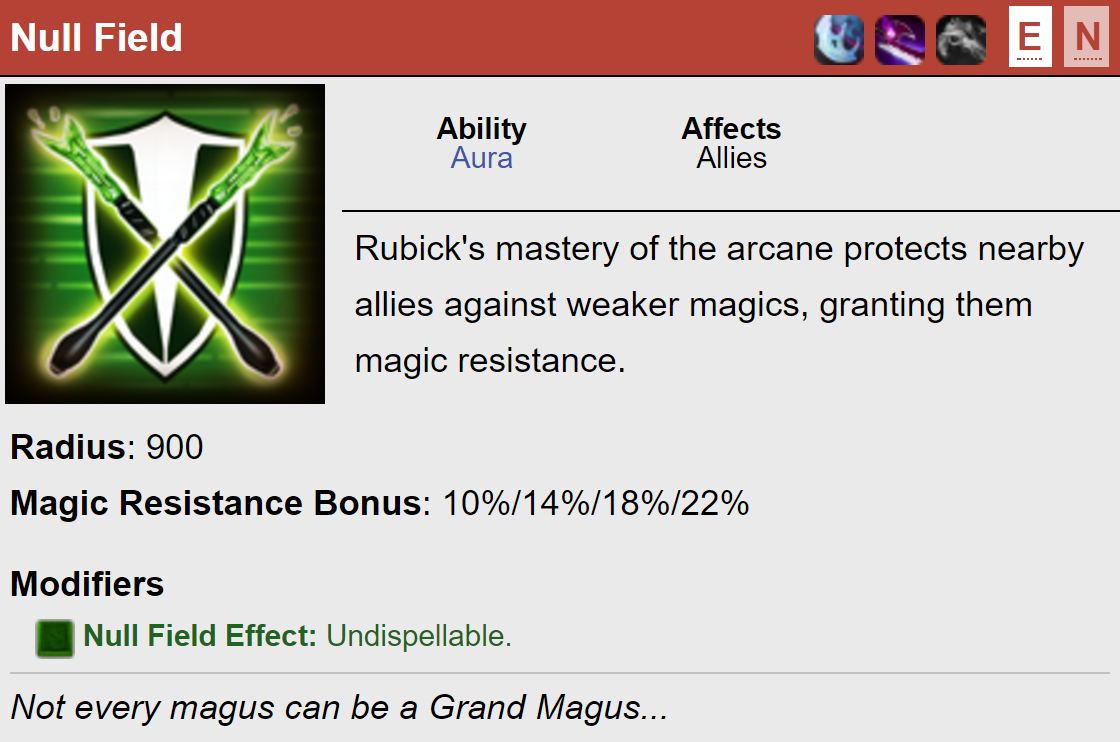 Null Field
E N
Ability
Aura
Affects
Allies
Rubick's mastery of the arcane protects nearby
allies against weaker magics, granting them
magic resistance.
Radius: 900
Magic Resistance Bonus: 10%/14%/18%/22%
Modifiers
Null Field Effect: Undispellable.
Not every magus can be a Grand Magus...